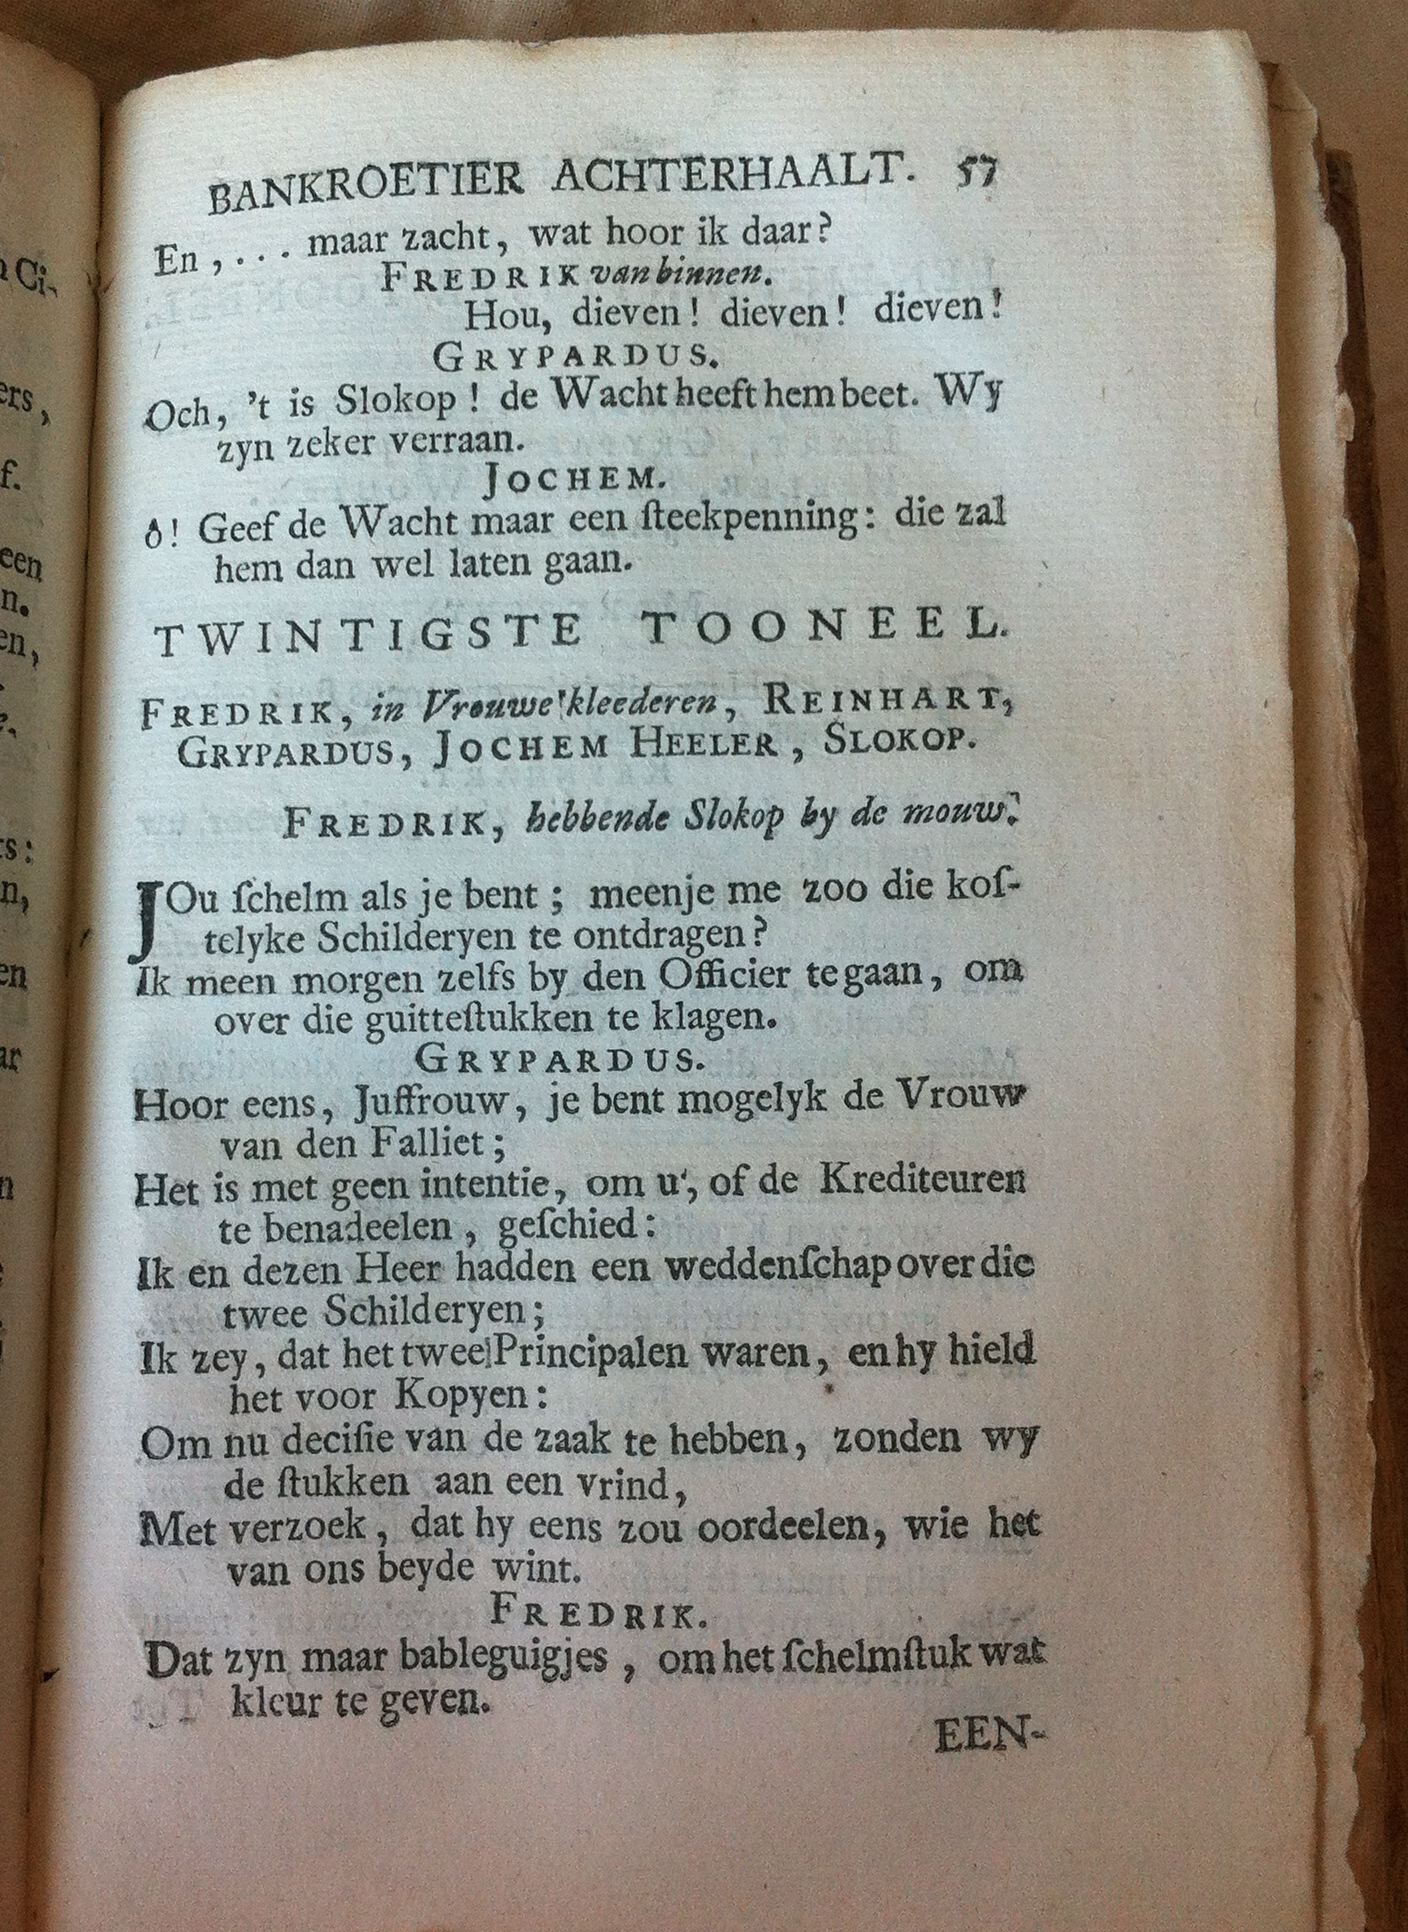 BANKROETIER ACHTERHAALT. 57
En, ... maar zacht, wat hoor ik daar?
FREDRIK van binnen.
Hou, dieven! dieven! dieven!
GRYPARDUS.
Och, 't is Slokop! de Wacht heeft hem beet. Wy
zyn zeker verraan.
JOCHEM.
ô! Geef de Wacht maar een ſteekpenning: die zal
hem dan wel laten gaan.
TWINTIGSTE TOONEEL.
FREDRIK, in Vrouwe'kleederen, REINHART,
GRYPARDUS, JOCHEM HEELER, SLOKOP.
FREDRIK, hebbende Slokop by de mouw.
JOu ſchelm als je bent; meenje me zoo die koſ-
telyke Schilderyen te ontdragen?
Ik meen morgen zelfs by den Officier te gaan, om
over die guitteſtukken te klagen.
GRYPARDUS.
Hoor eens, Juffrouw, je bent mogelyk de Vrouw
van den Falliet;
Het is met geen intentie, om u', of de Krediteuren
te benadeelen, geſchied:
Ik en dezen Heer hadden een weddenſchap over die
twee Schilderyen;
Ik zey, dat het twee Principalen waren, en hy hield
het voor Kopyen:
Om nu deciſie van de zaak te hebben, zonden wy
de ſtukken aan een vrind,
Met verzoek, dat hy eens zou oordeelen, wie het
van ons beyde wint.
FREDRIK.
Dat zyn maar bableguigjes, om het ſchelmſtuk wat
kleur te geven.
EEN-